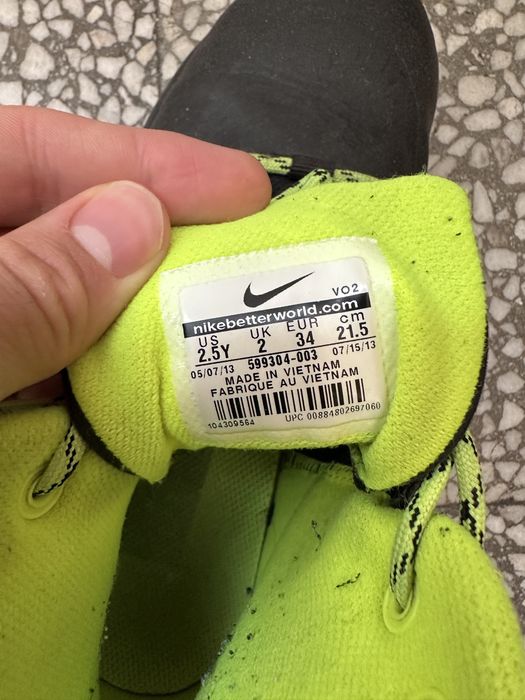 VO2
nikebetterworld.com
US UK EUR cm
2.5Y 2 34 21.5
05/07/13 599304-003 07/15/13
MADE IN VIETNAM
FABRIQUE AU VIETNAM
104309564 UPC 00884802697060